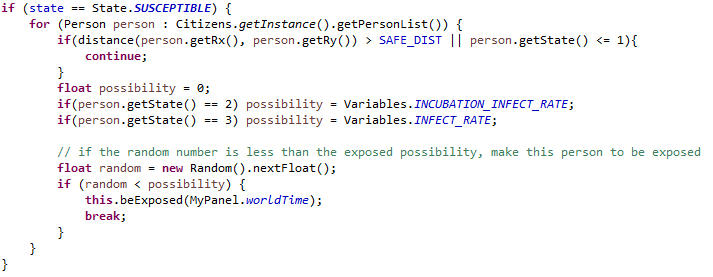 if (state == State.SUSCEPTIBLE) {
    for (Person person : Citizens.getInstance().getPersonList()) {
        if(distance(person.getRx(), person.getRy()) > SAFE_DIST || person.getState() <= 1){
            continue;
        }
        float possibility = 0;
        if(person.getState() == 2) possibility = Variables.INCUBATION_INFECT_RATE;
        if(person.getState() == 3) possibility = Variables.INFECT_RATE;
        // if the random number is less than the exposed possibility, make this person to be exposed
        float random = new Random().nextFloat();
        if (random < possibility) {
            this.beExposed(MyPanel.worldTime);
            break;
        }
    }
}